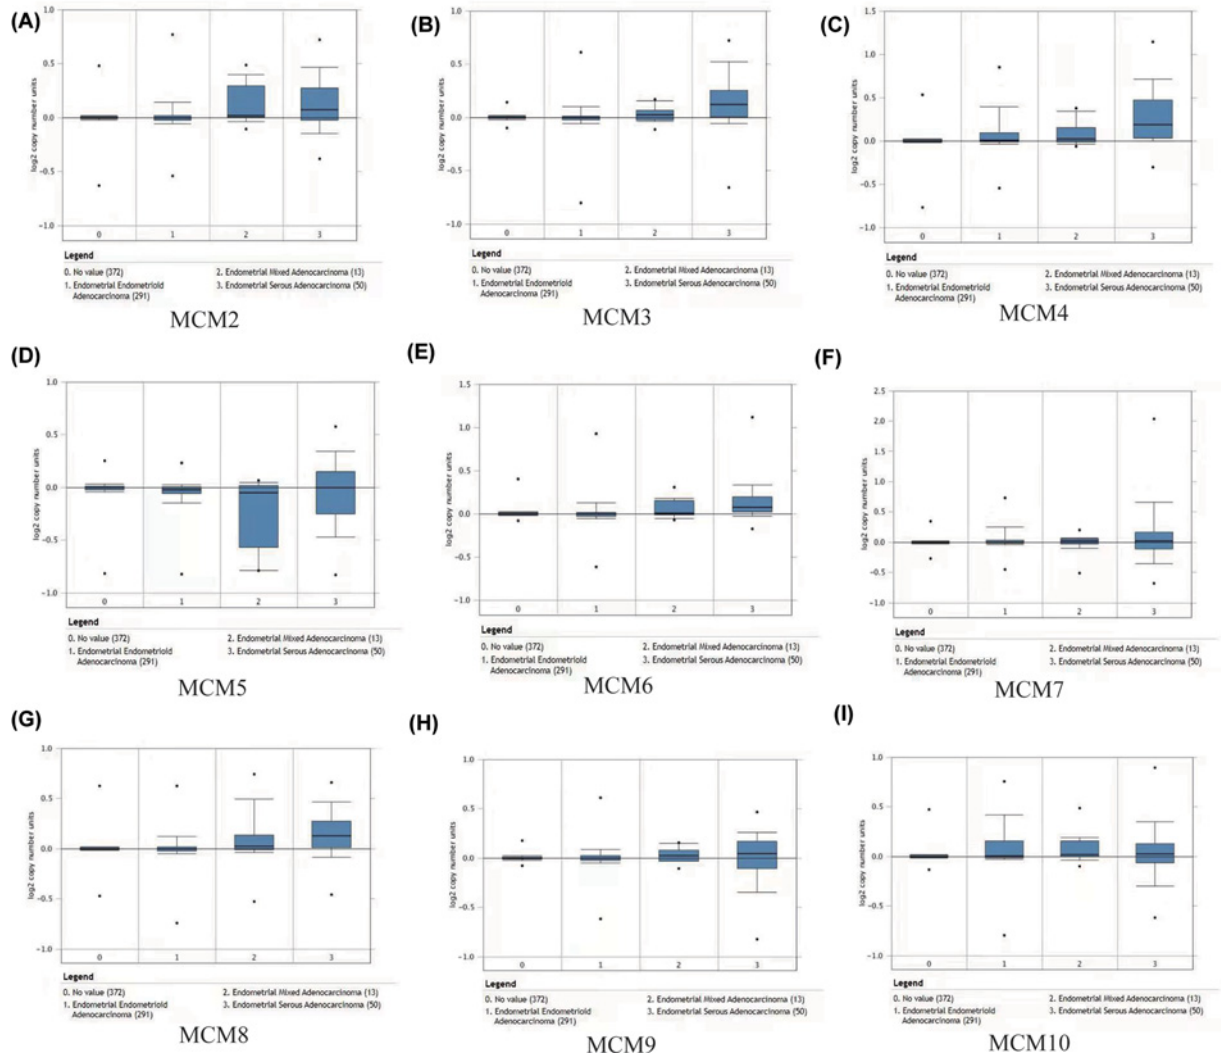 (A)
log2 copy number units
1.0
0.5
0.0
−0.5
−1.0
0 1 2 3
Legend
0. No value (372) 2. Endometrial Mixed Adenocarcinoma (13)
1. Endometrial Endometrioid 3. Endometrial Serous Adenocarcinoma (50)
Adenocarcinoma (291)
MCM2
(B)
log2 copy number units
1.0
0.5
0.0
−0.5
−1.0
0 1 2 3
Legend
0. No value (372) 2. Endometrial Mixed Adenocarcinoma (13)
1. Endometrial Endometrioid 3. Endometrial Serous Adenocarcinoma (50)
Adenocarcinoma (291)
MCM3
(C)
log2 copy number units
1.5
1.0
0.5
0.0
−0.5
−1.0
0 1 2 3
Legend
0. No value (372) 2. Endometrial Mixed Adenocarcinoma (13)
1. Endometrial Endometrioid 3. Endometrial Serous Adenocarcinoma (50)
Adenocarcinoma (291)
MCM4
(D)
log2 copy number units
1.0
0.5
0.0
−0.5
−1.0
0 1 2 3
Legend
0. No value (372) 2. Endometrial Mixed Adenocarcinoma (13)
1. Endometrial Endometrioid 3. Endometrial Serous Adenocarcinoma (50)
Adenocarcinoma (291)
MCM5
(E)
log2 copy number units
1.5
1.0
0.5
0.0
−0.5
−1.0
0 1 2 3
Legend
0. No value (372) 2. Endometrial Mixed Adenocarcinoma (13)
1. Endometrial Endometrioid 3. Endometrial Serous Adenocarcinoma (50)
Adenocarcinoma (291)
MCM6
(F)
log2 copy number units
2.5
2.0
1.5
1.0
0.5
0.0
−0.5
−1.0
0 1 2 3
Legend
0. No value (372) 2. Endometrial Mixed Adenocarcinoma (13)
1. Endometrial Endometrioid 3. Endometrial Serous Adenocarcinoma (50)
Adenocarcinoma (291)
MCM7
(G)
log2 copy number units
1.0
0.5
0.0
−0.5
−1.0
0 1 2 3
Legend
0. No value (372) 2. Endometrial Mixed Adenocarcinoma (13)
1. Endometrial Endometrioid 3. Endometrial Serous Adenocarcinoma (50)
Adenocarcinoma (291)
MCM8
(H)
log2 copy number units
1.0
0.5
0.0
−0.5
−1.0
0 1 2 3
Legend
0. No value (372) 2. Endometrial Mixed Adenocarcinoma (13)
1. Endometrial Endometrioid 3. Endometrial Serous Adenocarcinoma (50)
Adenocarcinoma (291)
MCM9
(I)
log2 copy number units
1.0
0.5
0.0
−0.5
−1.0
0 1 2 3
Legend
0. No value (372) 2. Endometrial Mixed Adenocarcinoma (13)
1. Endometrial Endometrioid 3. Endometrial Serous Adenocarcinoma (50)
Adenocarcinoma (291)
MCM10